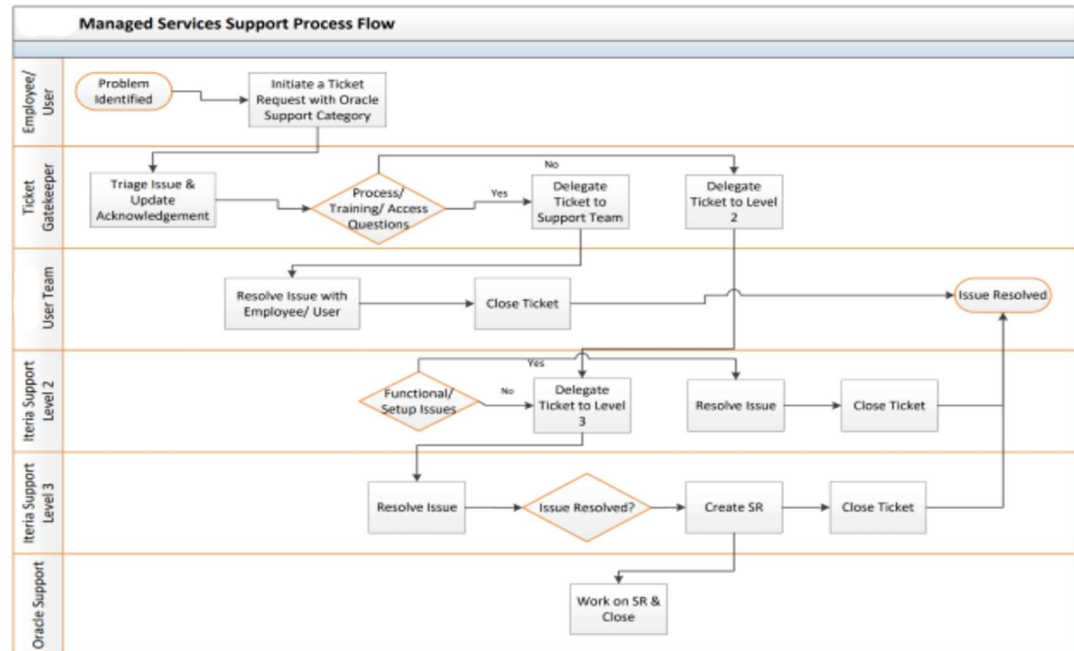 Managed Services Support Process Flow
Employee/
User
Problem
Identified
Initiate a Ticket
Request with Oracle
Support Category
Ticket
Gatekeeper
Triage Issue &
Update
Acknowledgement
Process/
Training/ Access
Questions
Yes
No
Delegate
Ticket to
Support Team
Delegate
Ticket to Level
2
User Team
Resolve Issue with
Employee/ User
Close Ticket
Issue Resolved
Iteria Support
Level 2
Functional/
Setup Issues
Yes
No
Delegate
Ticket to Level
3
Resolve Issue
Close Ticket
Iteria Support
Level 3
Resolve Issue
Issue Resolved?
Create SR
Close Ticket
Oracle Support
Work on SR &
Close